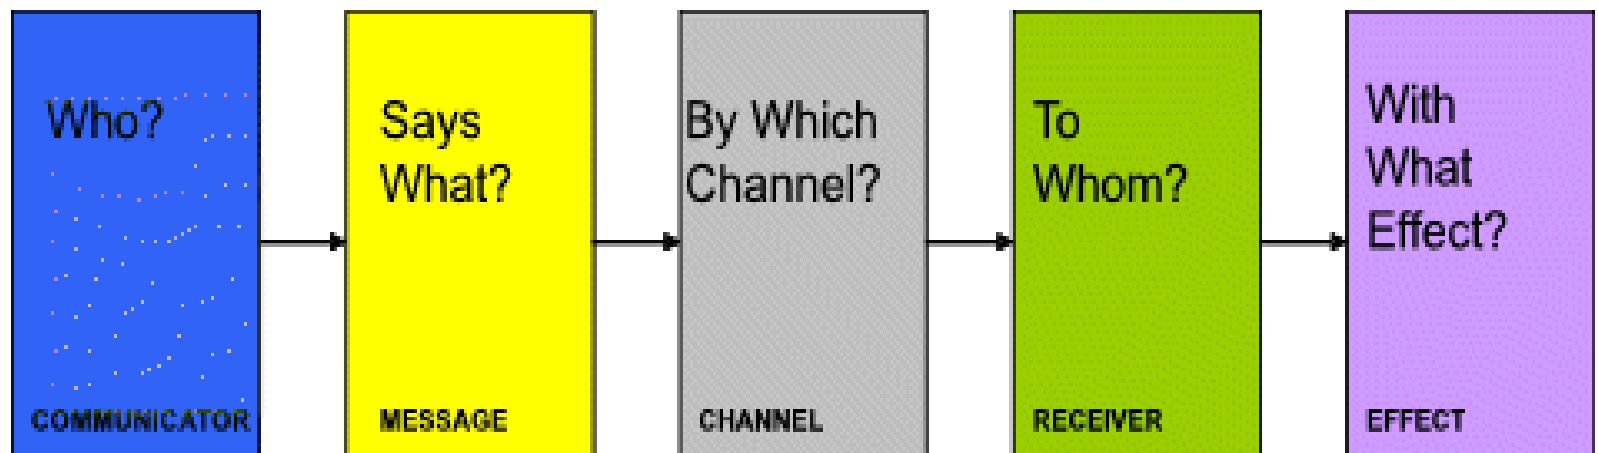 Who?
COMMUNICATOR
Says
What?
MESSAGE
By Which
Channel?
CHANNEL
To
Whom?
RECEIVER
With
What
Effect?
EFFECT